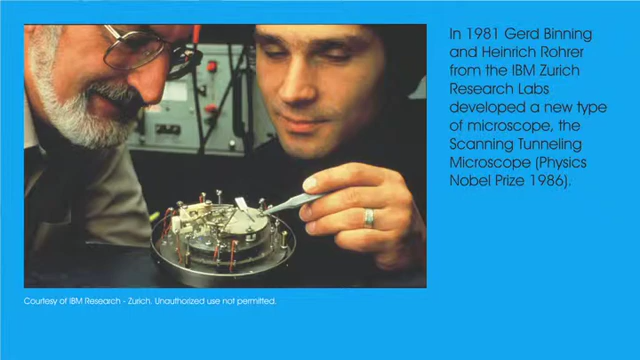 In 1981 Gerd Binning
and Heinrich Rohrer
from the IBM Zurich
Research Labs
developed a new type
of microscope, the
Scanning Tunneling
Microscope (Physics
Nobel Prize 1986).
Courtesy of IBM Research - Zurich. Unauthorized use not permitted.